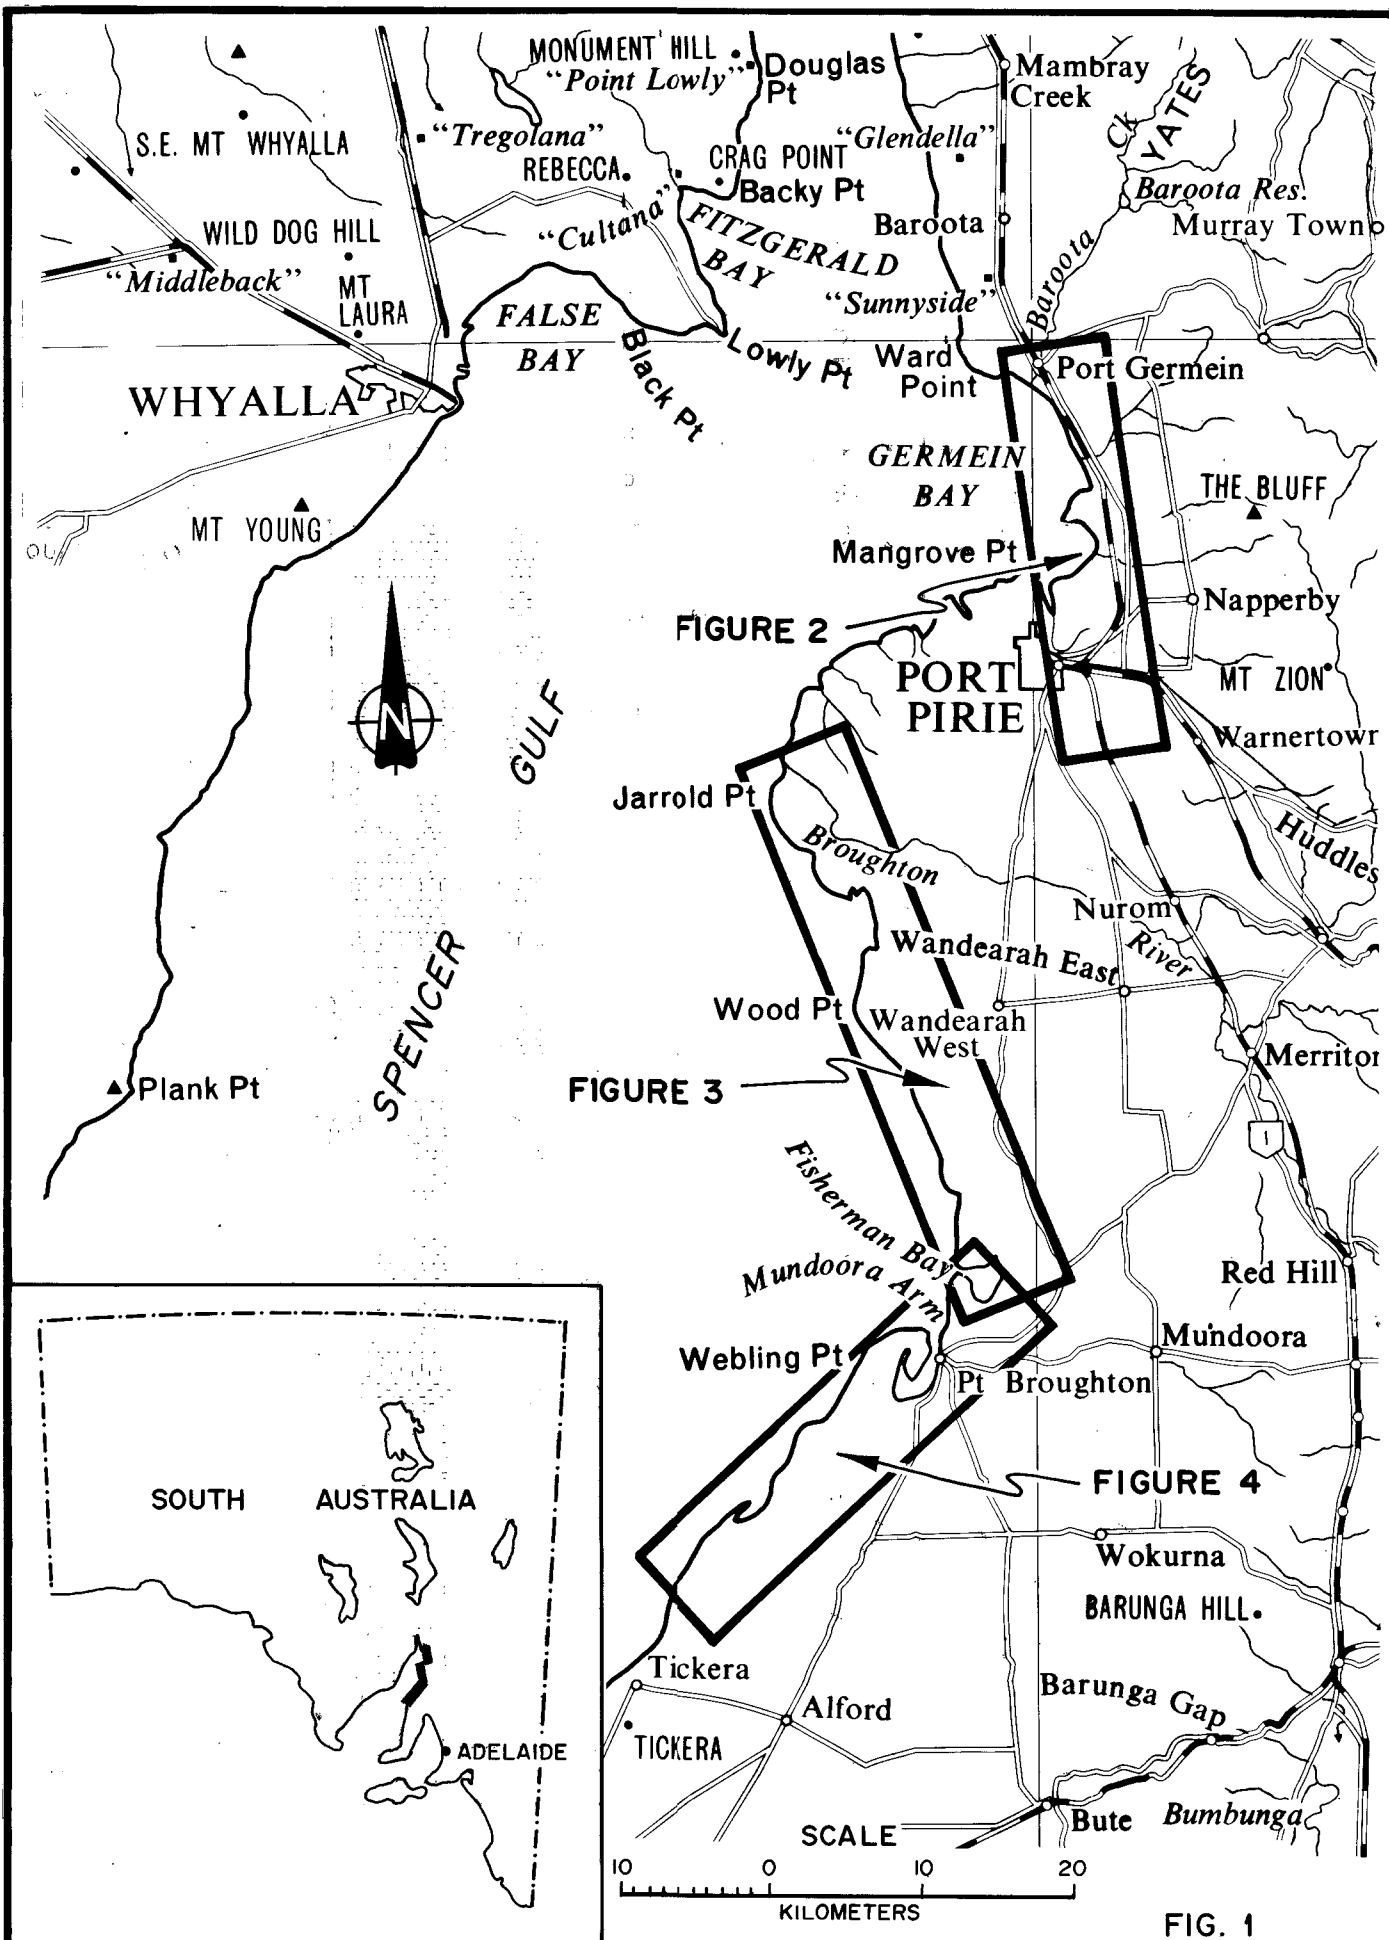 MONUMENT HILL
"Point Lowly"
Douglas
Pt
Mambray
Creek
S.E. MT WHYALLA
"Tregolana"
REBECCA
CRAG POINT
Backy Pt
"Glendella"
Ck
YATES
Baroota Res.
Murray Town
WILD DOG HILL
"Middleback"
"Cultana"
FITZGERALD
BAY
Baroota
Baroota
"Sunnyside"
MT
LAURA
FALSE
BAY
Black Pt
Lowly Pt
Ward
Point
Port Germein
WHYALLA
GERMEIN
BAY
THE BLUFF
MT YOUNG
Mangrove Pt
Napperby
FIGURE 2
PORT
PIRIE
MT ZION
N
Warnertowr
SPENCER
GULF
Jarrold Pt
Broughton
River
Huddles
Nurom
Wandearah East
Wood Pt
Wandearah
West
Merritor
Plank Pt
FIGURE 3
1
Fisherman Bay
Mundoora Arm
Red Hill
Webling Pt
Mundoora
Pt Broughton
FIGURE 4
SOUTH AUSTRALIA
Wokurna
BARUNGA HILL
Tickera
Barunga Gap
Alford
TICKERA
ADELAIDE
Bute
Bumbunga
SCALE
10 0 10 20
KILOMETERS
FIG. 1